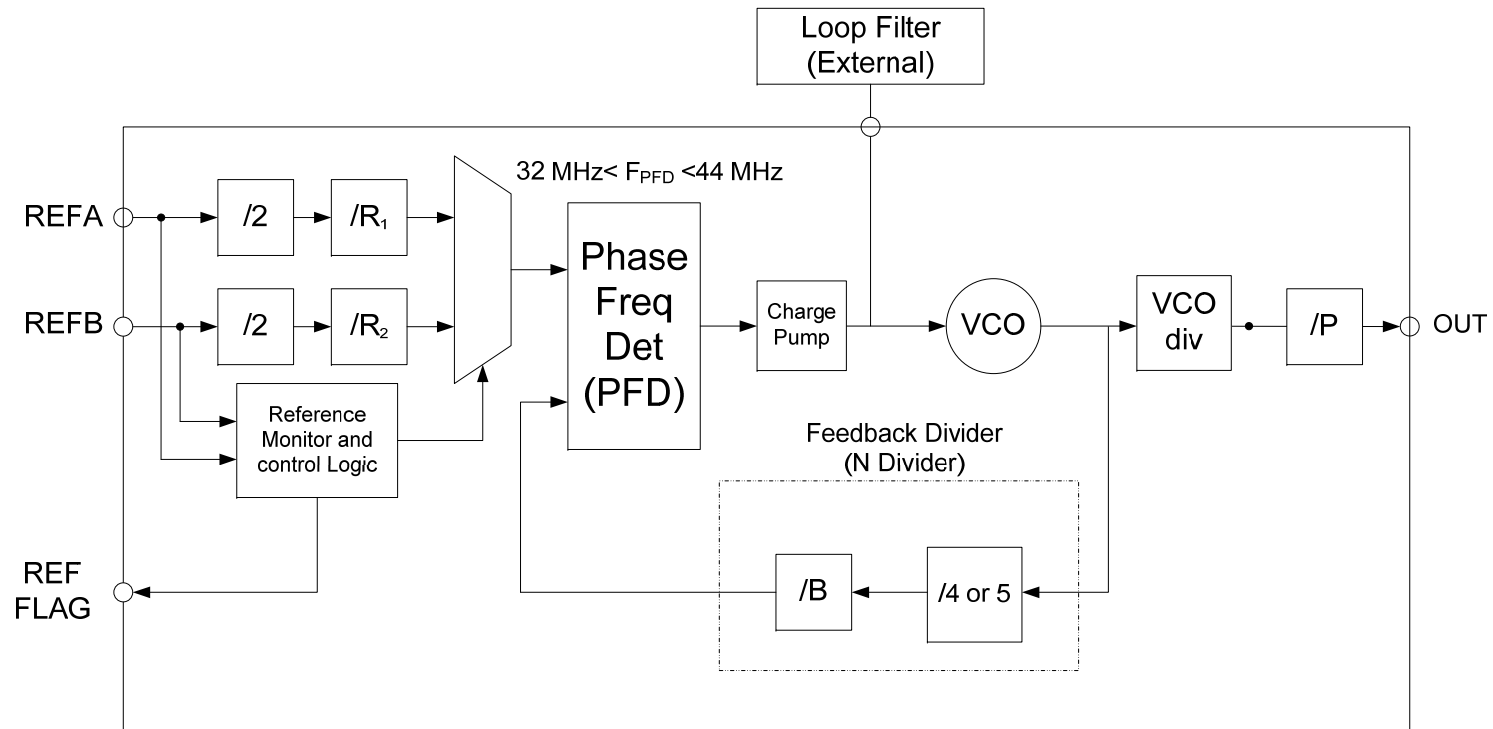 Loop Filter
(External)
32 MHz< F_PFD <44 MHz
REFA
/2
/R₁
REFB
/2
/R₂
Phase
Freq
Det
(PFD)
Charge
Pump
VCO
VCO
div
/P
OUT
Reference
Monitor and
control Logic
Feedback Divider
(N Divider)
/B
/4 or 5
REF
FLAG